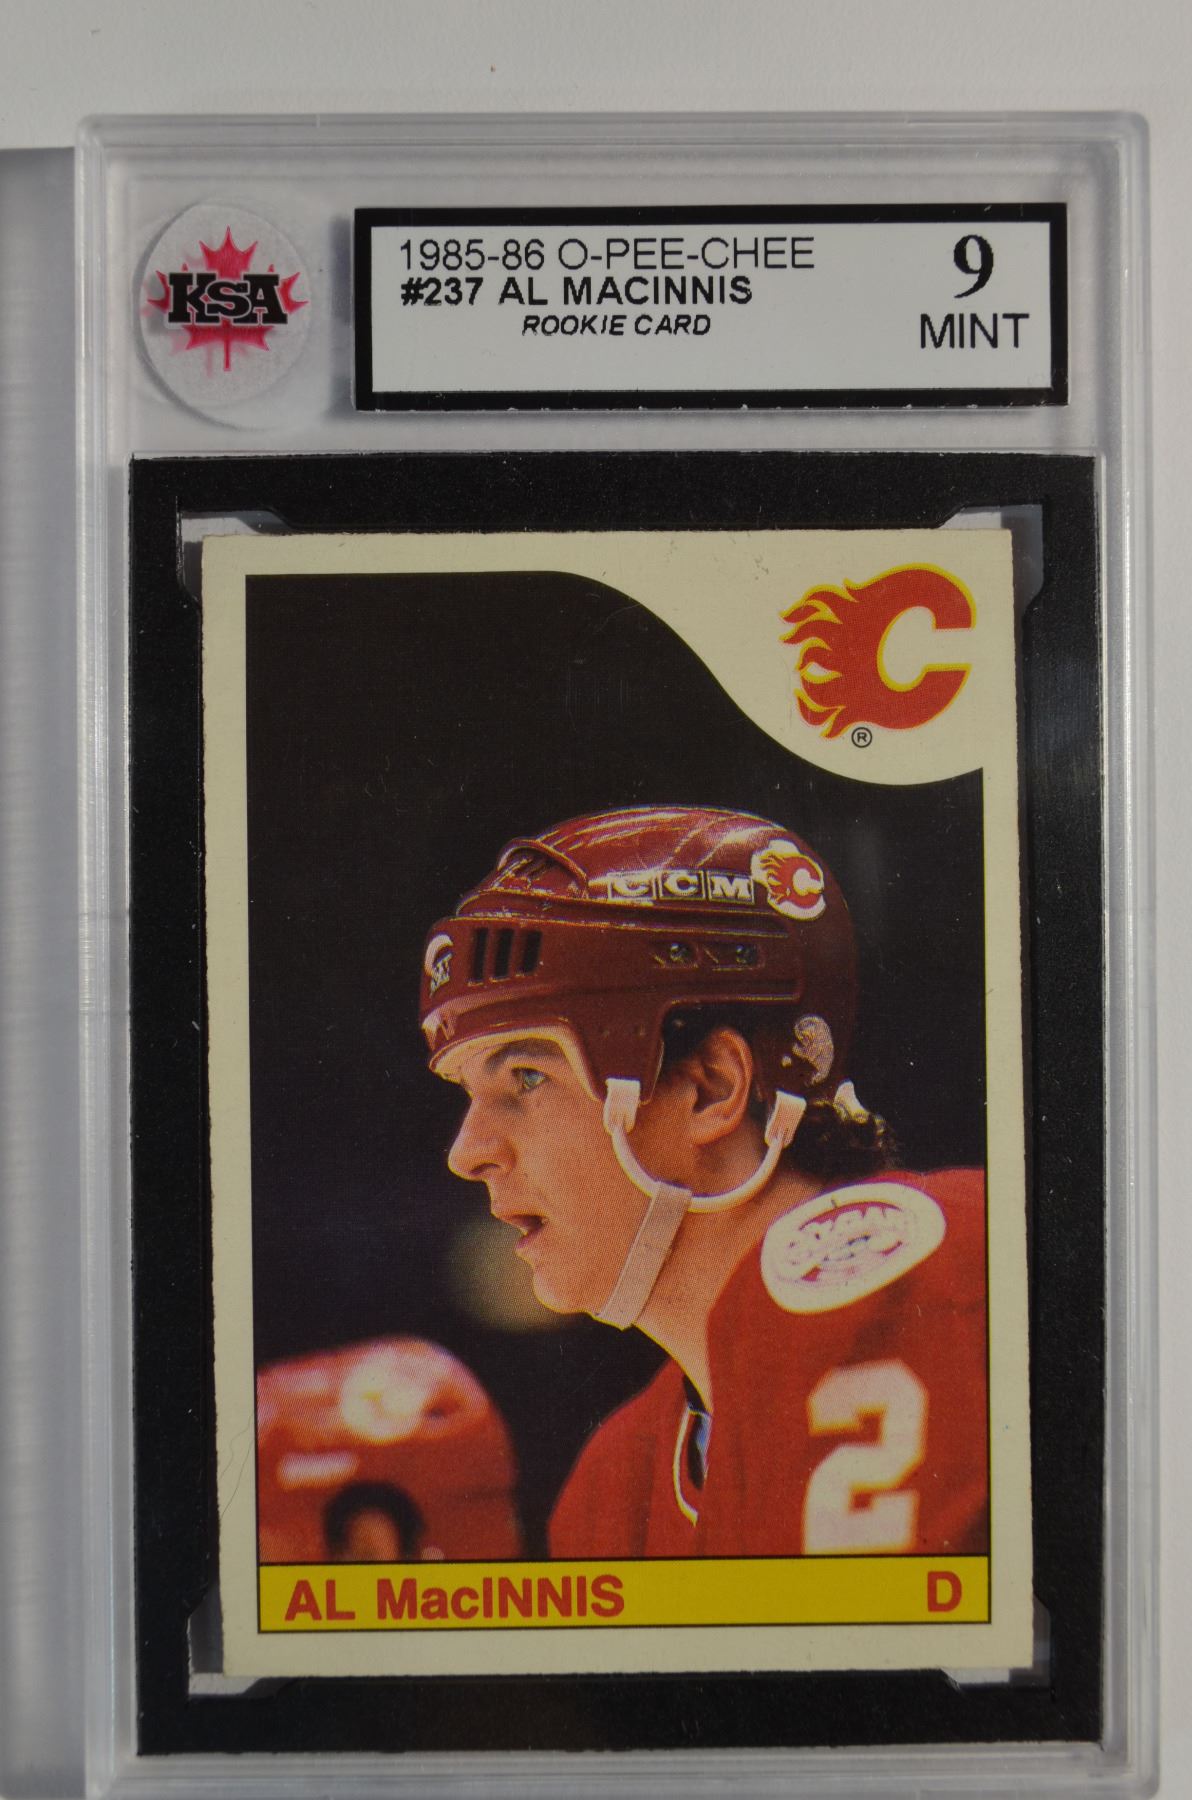 KSA
1985-86 O-PEE-CHEE
#237 AL MACINNIS
ROOKIE CARD
9
MINT
C
®
CCM
C
2
AL MacINNIS D